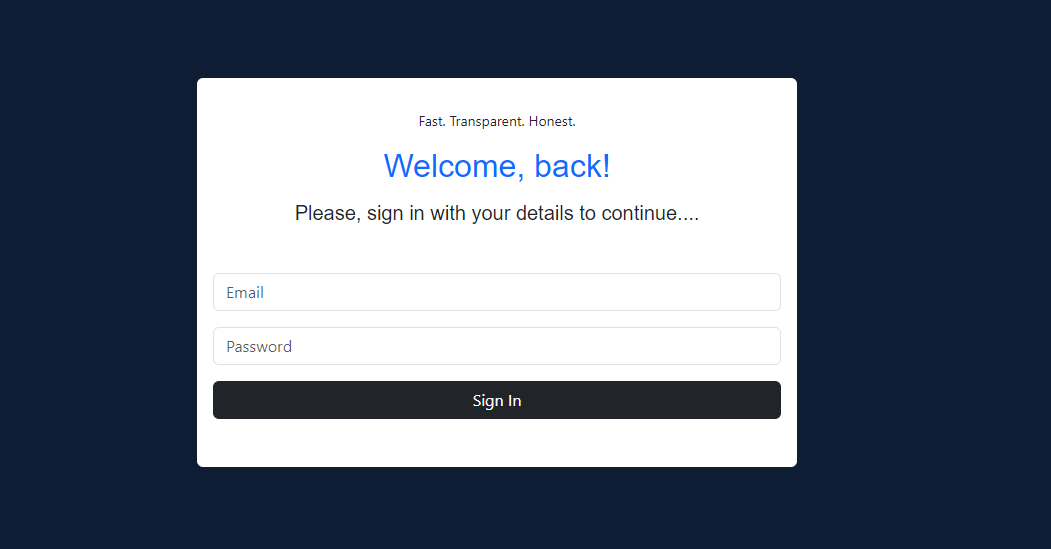 Fast. Transparent. Honest.
Welcome, back!
Please, sign in with your details to continue....
Email
Password
Sign In